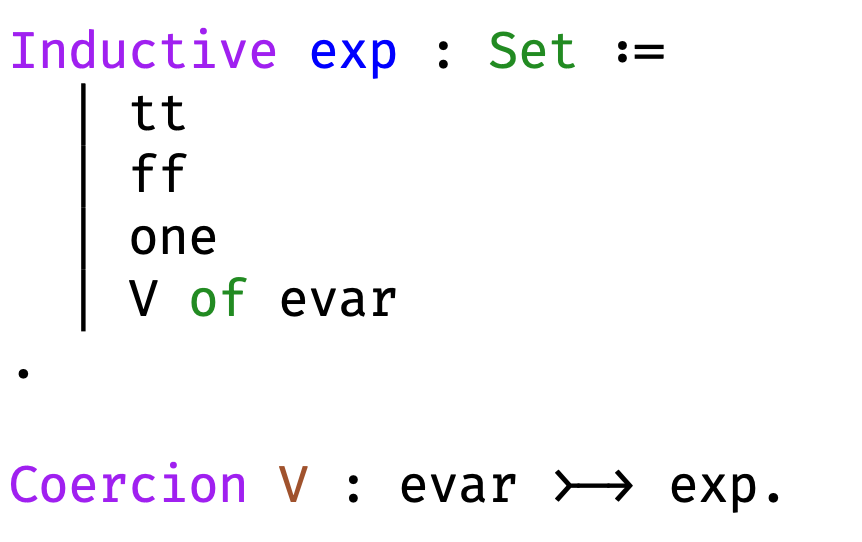 Inductive exp : Set :=
| tt
| ff
| one
| V of evar
.
Coercion V : evar >-> exp.